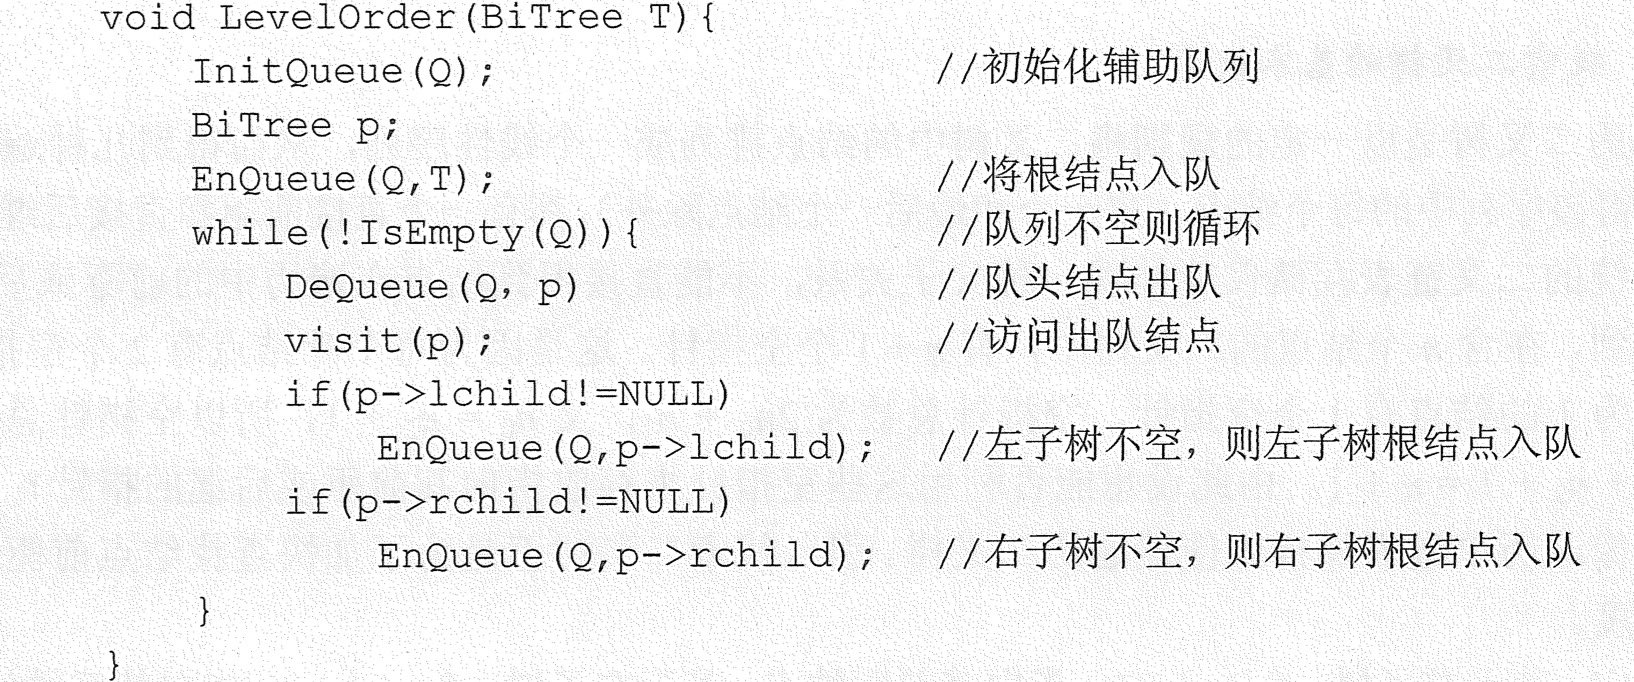 void LevelOrder(BiTree T){
InitQueue(Q); //初始化辅助队列
BiTree p;
EnQueue(Q,T); //将根结点入队
while(!IsEmpty(Q)){ //队列不空则循环
DeQueue(Q，p) //队头结点出队
visit(p); //访问出队结点
if(p->lchild!=NULL)
EnQueue(Q,p->lchild); //左子树不空，则左子树根结点入队
if(p->rchild!=NULL)
EnQueue(Q,p->rchild); //右子树不空，则右子树根结点入队
}
}